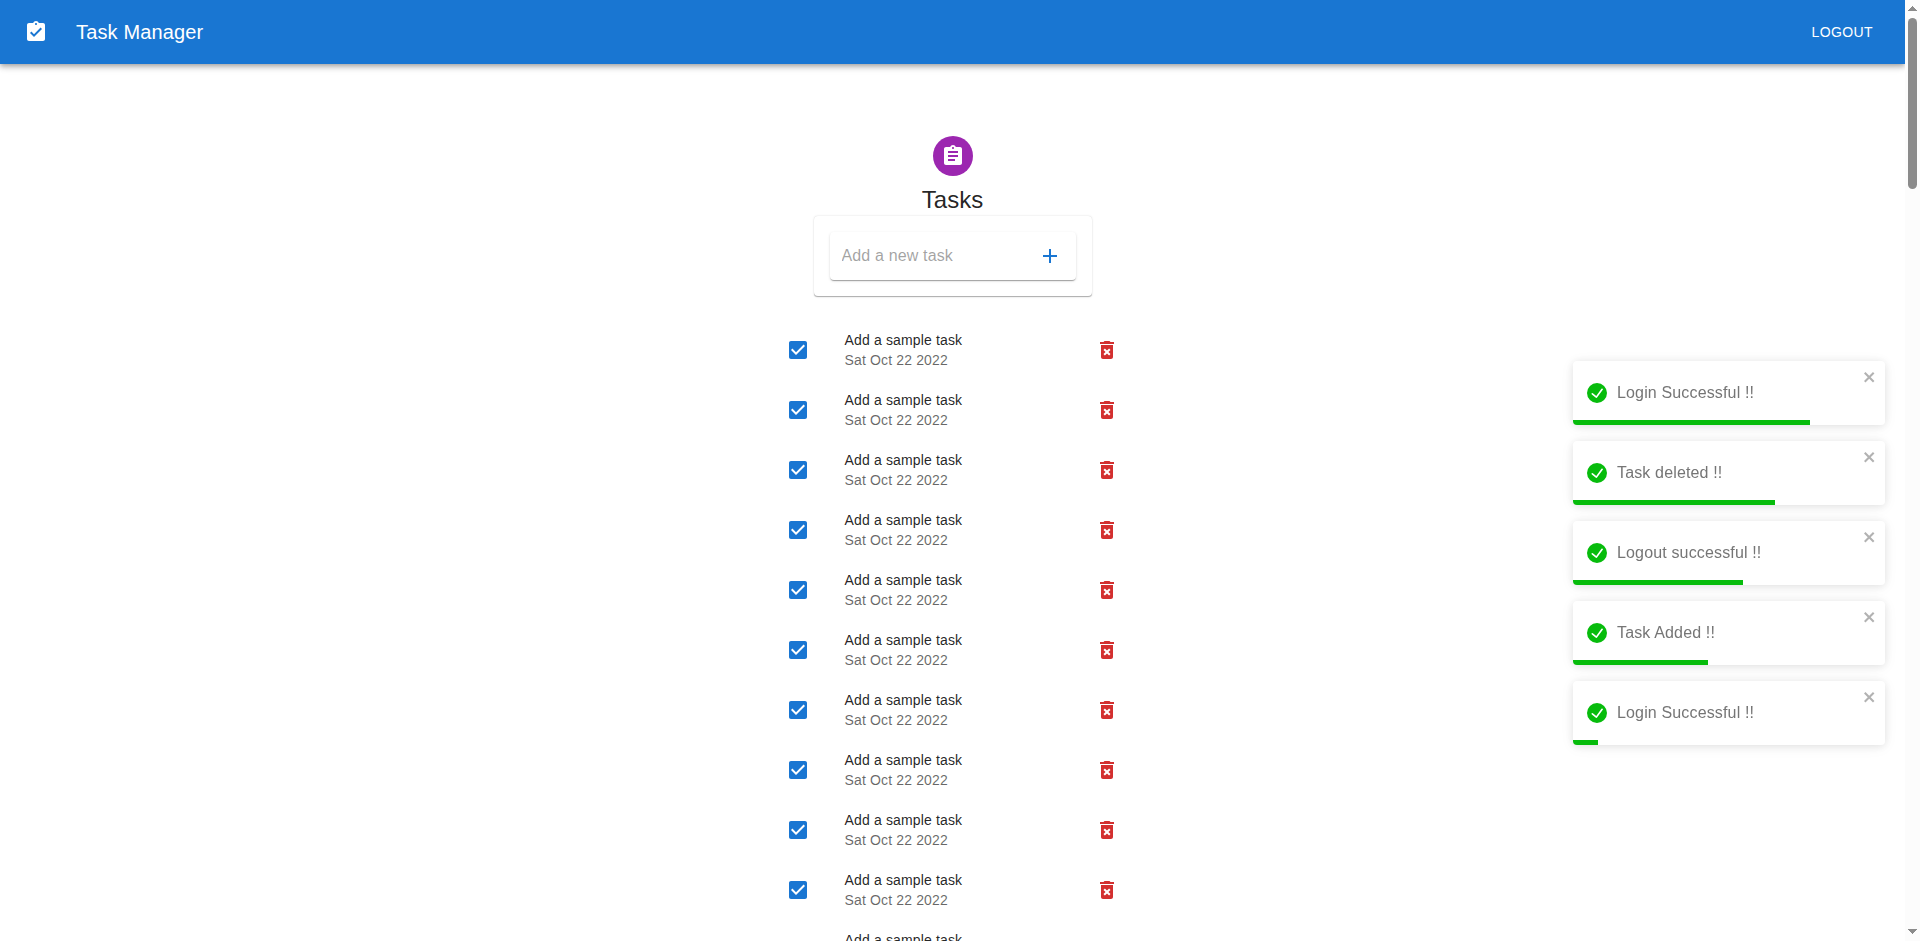 Task Manager
LOGOUT
Tasks
Add a new task
Add a sample task
Sat Oct 22 2022
Add a sample task
Sat Oct 22 2022
Add a sample task
Sat Oct 22 2022
Add a sample task
Sat Oct 22 2022
Add a sample task
Sat Oct 22 2022
Add a sample task
Sat Oct 22 2022
Add a sample task
Sat Oct 22 2022
Add a sample task
Sat Oct 22 2022
Add a sample task
Sat Oct 22 2022
Add a sample task
Sat Oct 22 2022
Add a sample task
Login Successful !!
Task deleted !!
Logout successful !!
Task Added !!
Login Successful !!